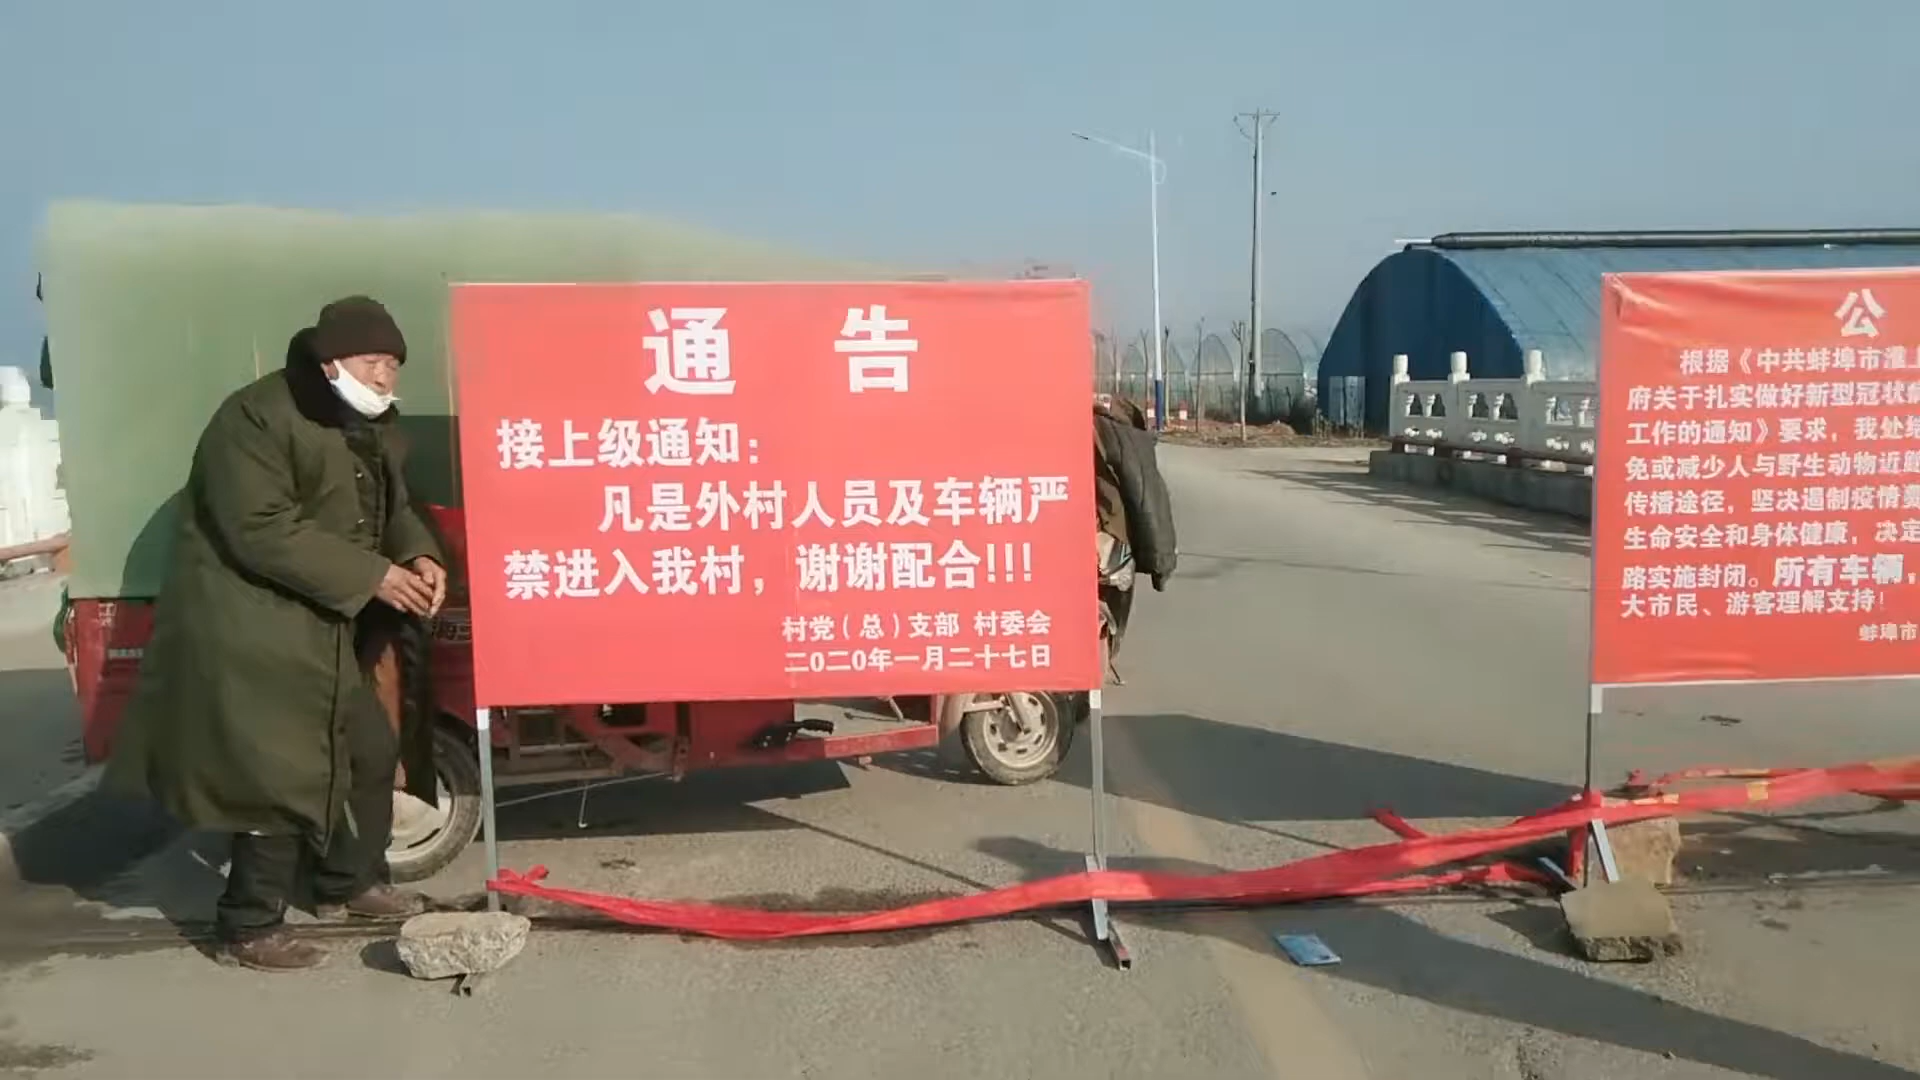 通 告
接上级通知：
凡是外村人员及车辆严
禁进入我村，谢谢配合!!!
村党（总）支部 村委会
二0二0年一月二十七日
公
根据《中共蚌埠市淮上
府关于扎实做好新型冠状
工作的通知》要求，我处结
免或减少人与野生动物近距
传播途径，坚决遏制疫情
生命安全和身体健康，决定
路实施封闭。所有车辆，
大市民、游客理解支持！
蚌埠市